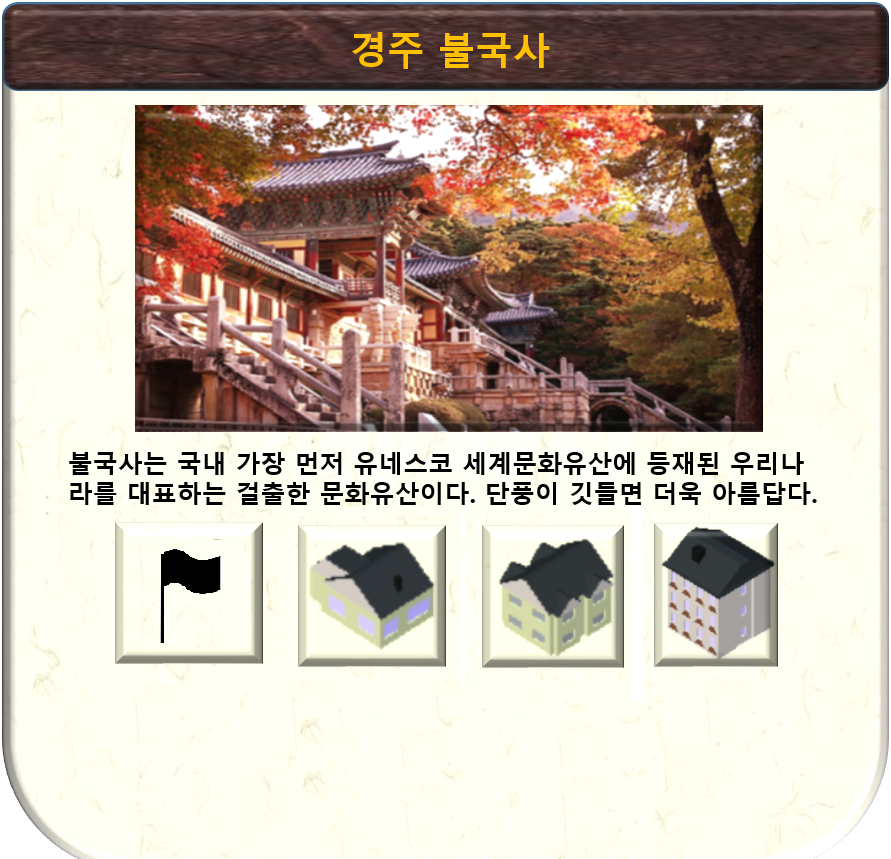 경주 불국사
불국사는 국내 가장 먼저 유네스코 세계문화유산에 등재된 우리나
라를 대표하는 걸출한 문화유산이다. 단풍이 깃들면 더욱 아름답다.